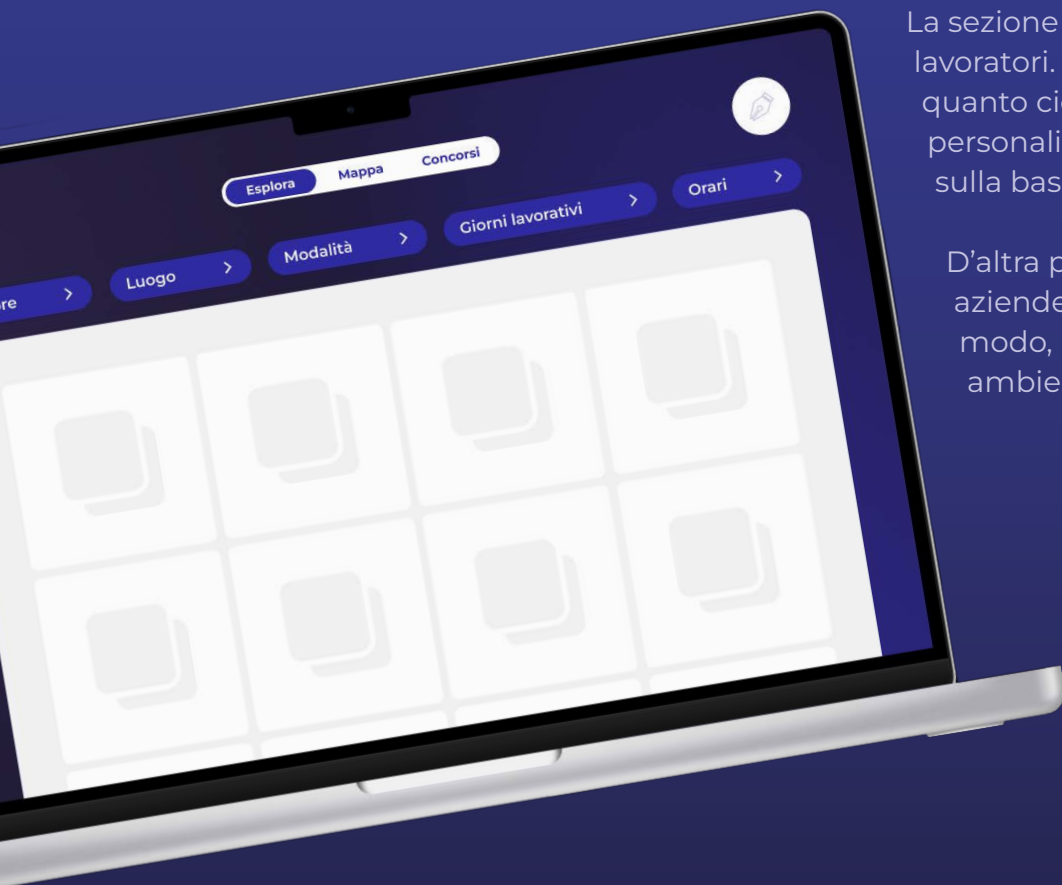 Esplora Mappa Concorsi
re Luogo Modalità Giorni lavorativi Orari
La sezione
lavoratori.
quanto ci
personali
sulla bas
D’altra p
aziende
modo,
ambie